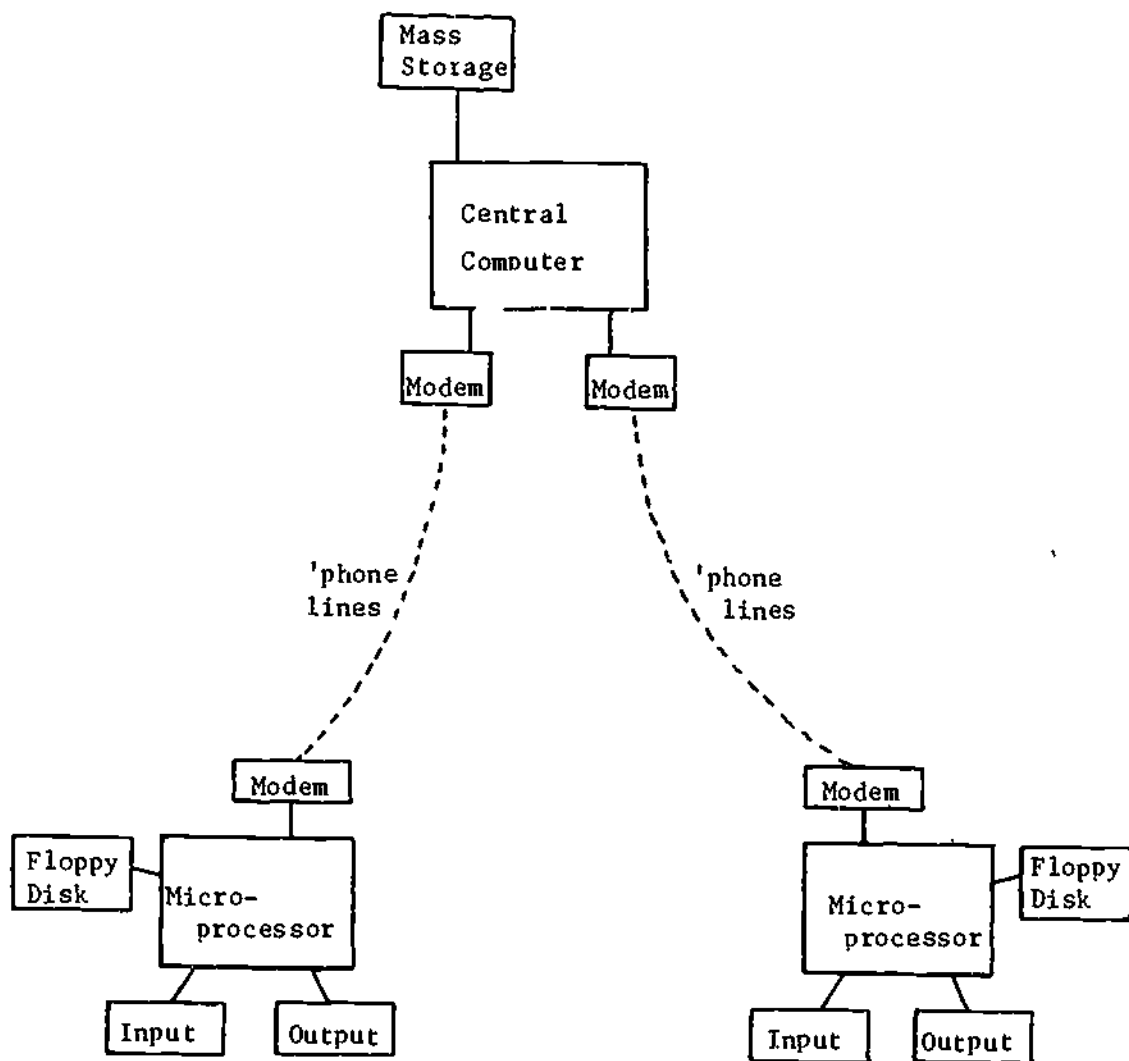 Mass
Storage
Central
Computer
Modem
Modem
'phone
lines
'phone
lines
Modem
Modem
Floppy
Disk
Micro-
processor
Floppy
Disk
Micro-
processor
Input
Output
Input
Output